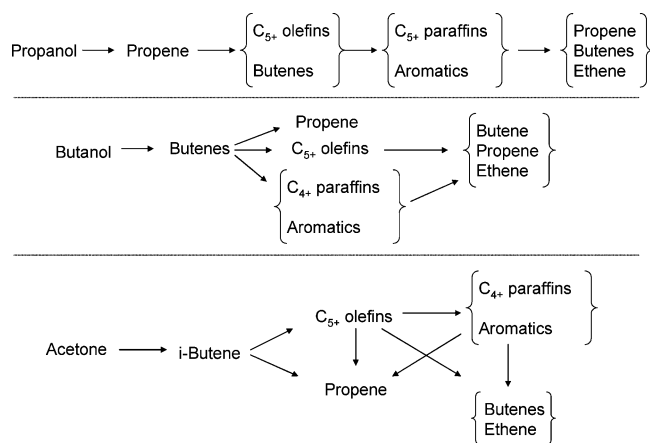 C5+ olefins C5+ paraffins Propene
Propanol Propene Butenes
Butenes Aromatics Ethene
Propene
Butanol Butenes C5+ olefins Butene
Propene
Ethene
C4+ paraffins
Aromatics
C4+ paraffins
C5+ olefins Aromatics
Acetone i-Butene
Propene
Butenes
Ethene